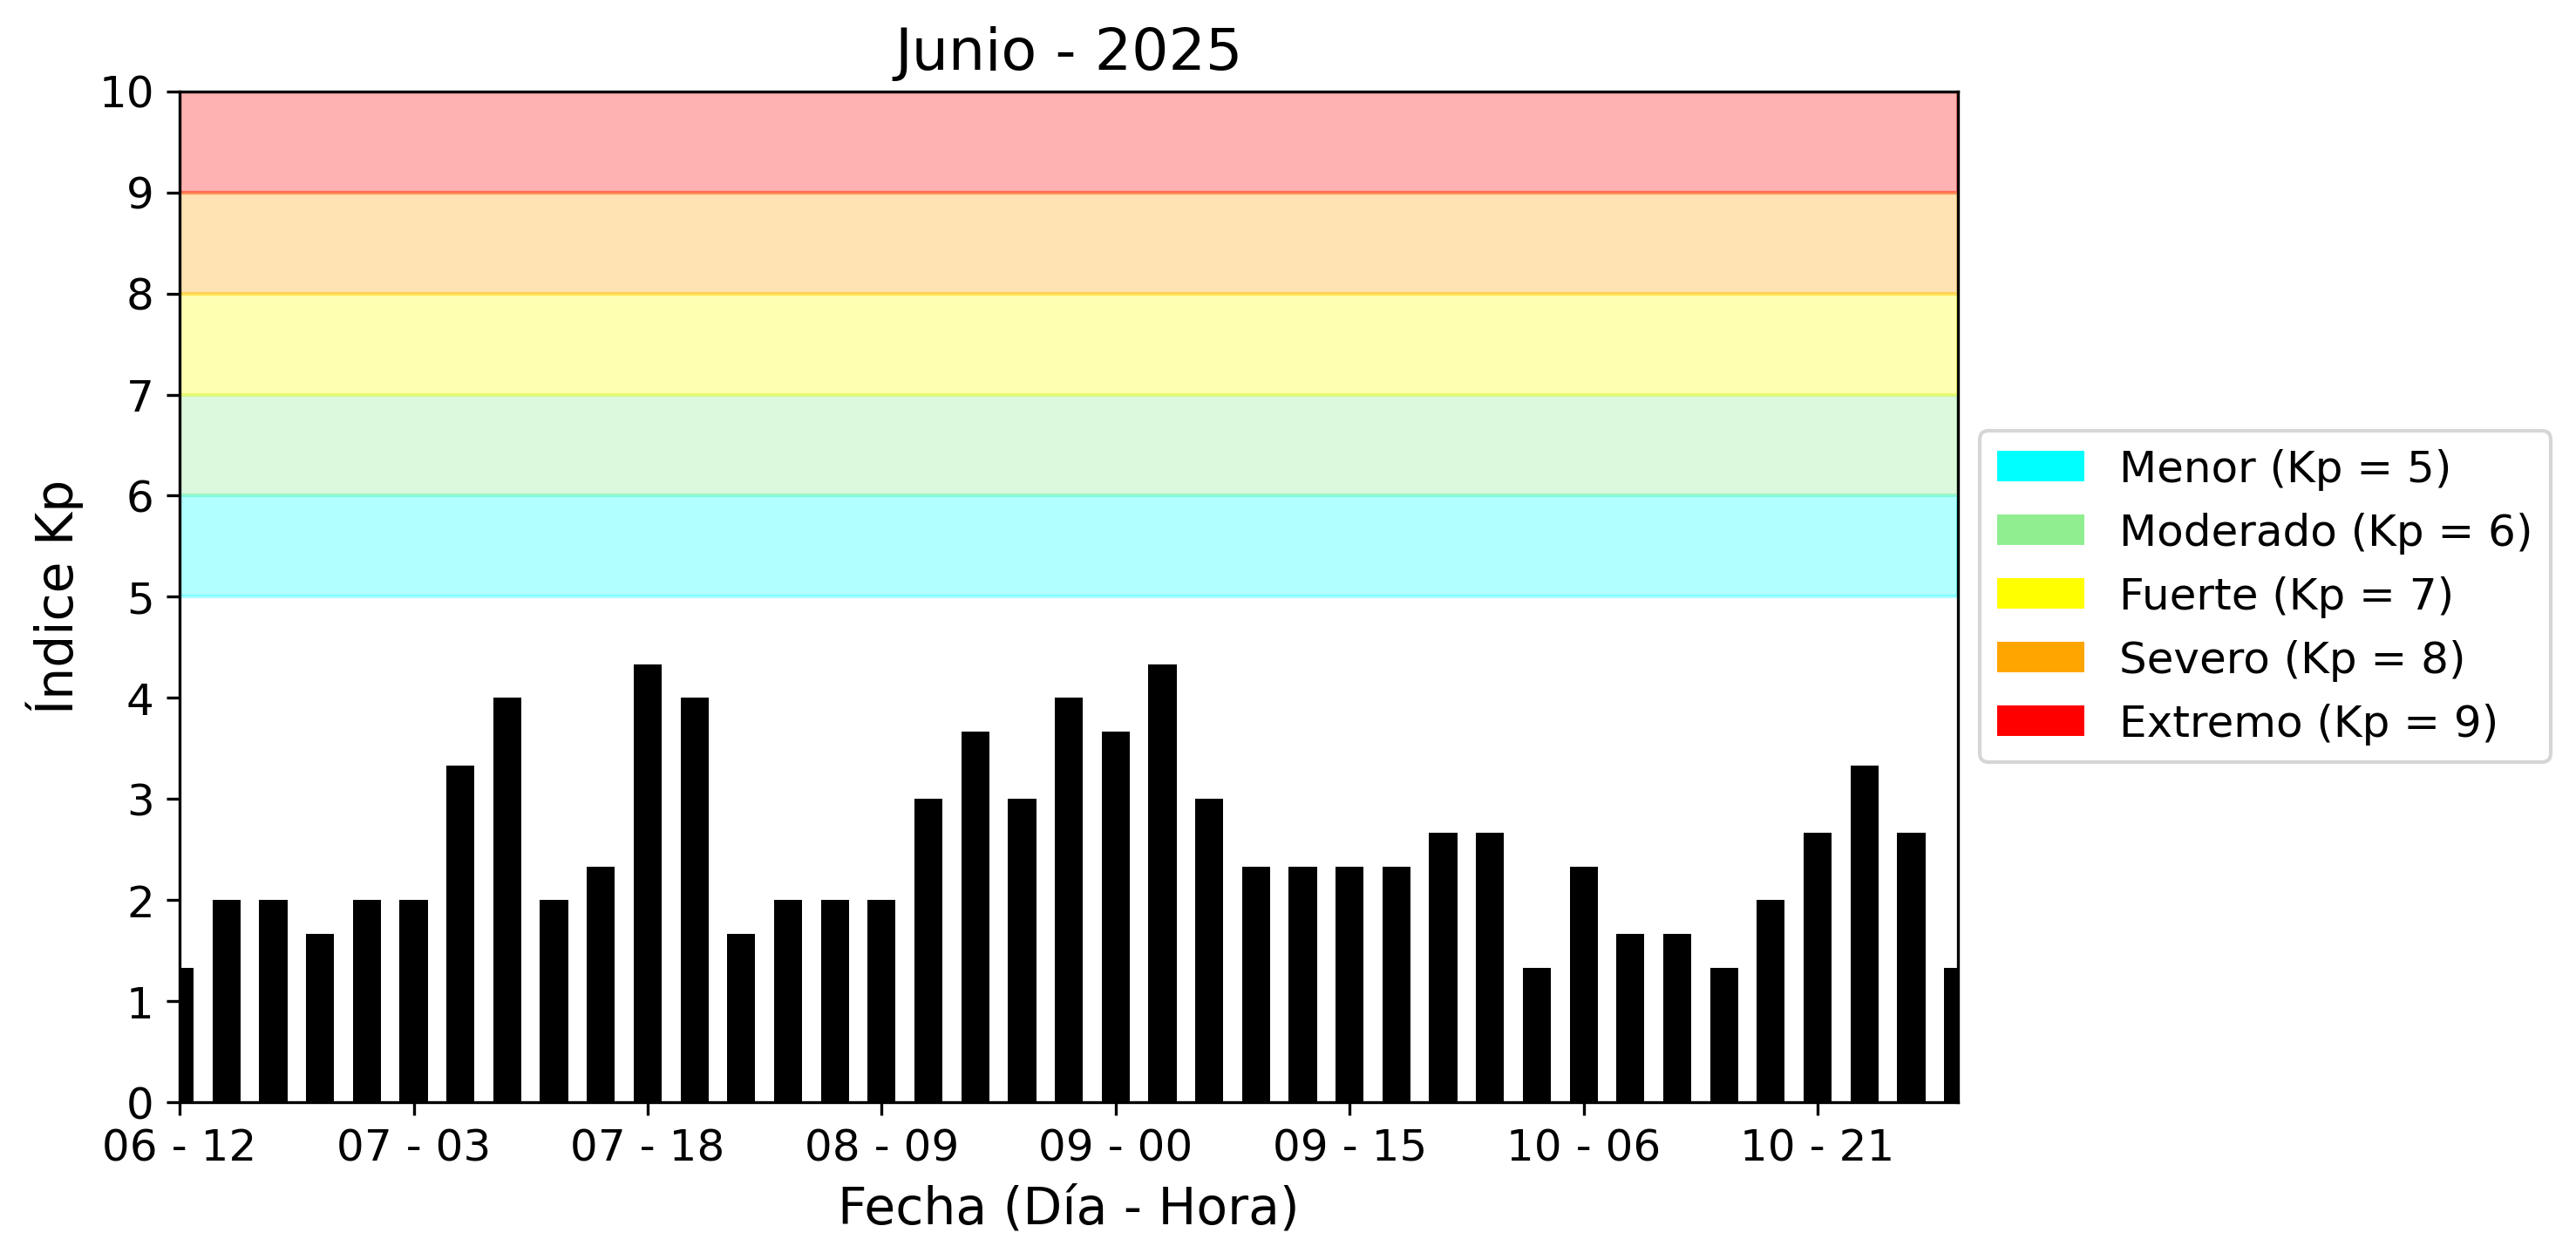 Junio - 2025
10
9
8
7
6
5
4
3
2
1
0
Índice Kp
06 - 12 07 - 03 07 - 18 08 - 09 09 - 00 09 - 15 10 - 06 10 - 21
Fecha (Día - Hora)
Menor (Kp = 5)
Moderado (Kp = 6)
Fuerte (Kp = 7)
Severo (Kp = 8)
Extremo (Kp = 9)